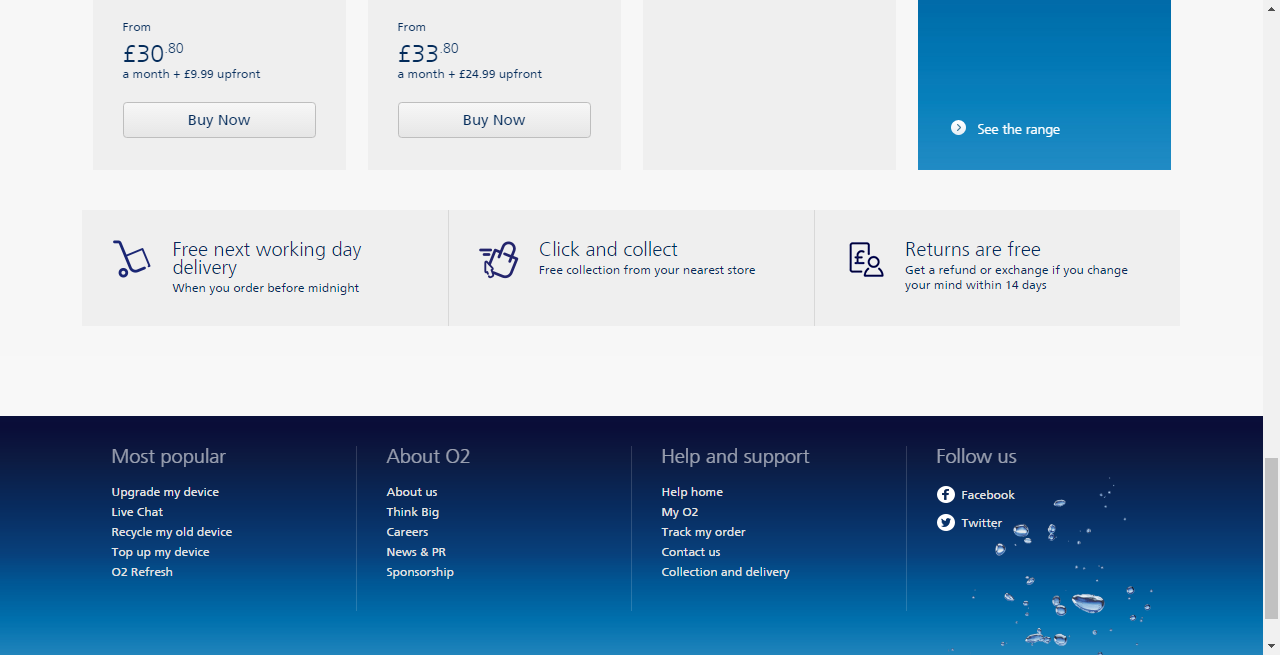 From
£30.80
a month + £9.99 upfront
Buy Now
From
£33.80
a month + £24.99 upfront
Buy Now
See the range
Free next working day
delivery
When you order before midnight
Click and collect
Free collection from your nearest store
Returns are free
Get a refund or exchange if you change
your mind within 14 days
Most popular
Upgrade my device
Live Chat
Recycle my old device
Top up my device
O2 Refresh
About O2
About us
Think Big
Careers
News & PR
Sponsorship
Help and support
Help home
My O2
Track my order
Contact us
Collection and delivery
Follow us
Facebook
Twitter